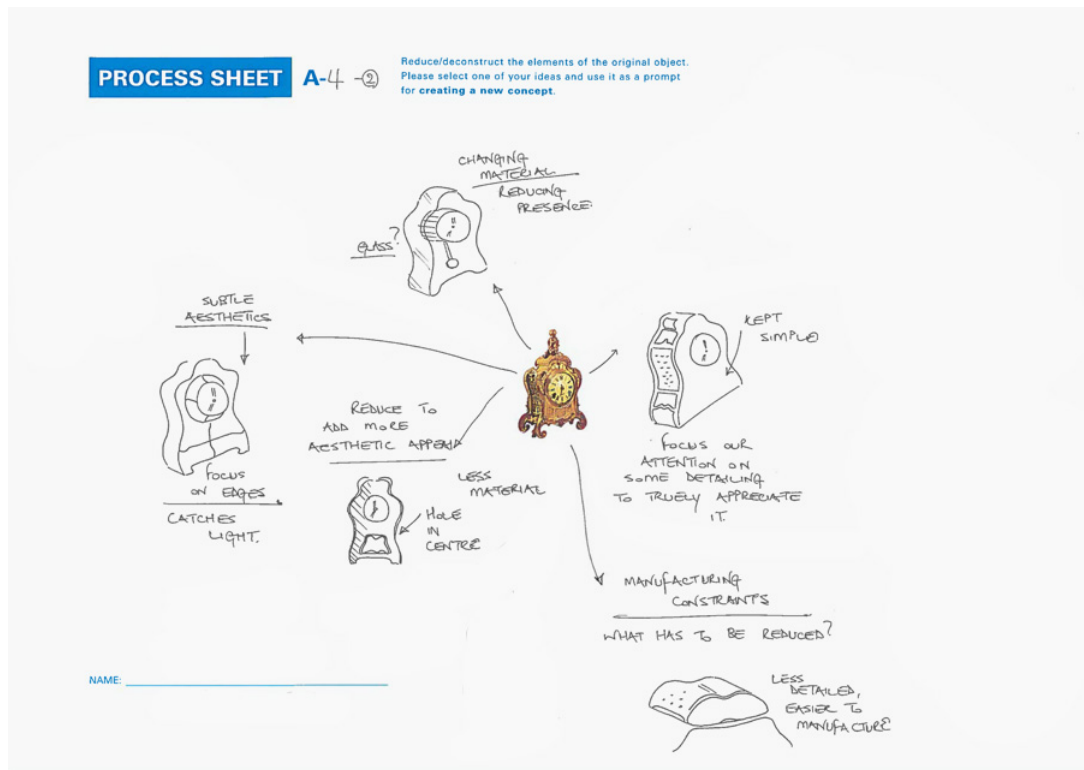 PROCESS SHEET A-4 -②
Reduce/deconstruct the elements of the original object.
Please select one of your ideas and use it as a prompt
for creating a new concept.
CHANGING
MATERIAL
REDUCING
PRESENCE.
GLASS?
SUBTLE
AESTHETICS
FOCUS
ON EDGES.
CATCHES
LIGHT.
REDUCE TO
ADD MORE
AESTHETIC APPEAL
LESS
MATERIAL
HOLE
IN
CENTRE
KEPT
SIMPLE
FOCUS OUR
ATTENTION ON
SOME DETAILING
TO TRUELY APPRECIATE
IT.
MANUFACTURING
CONSTRAINTS
WHAT HAS TO BE REDUCED?
LESS
DETAILED,
EASIER TO
MANUFACTURE
NAME: